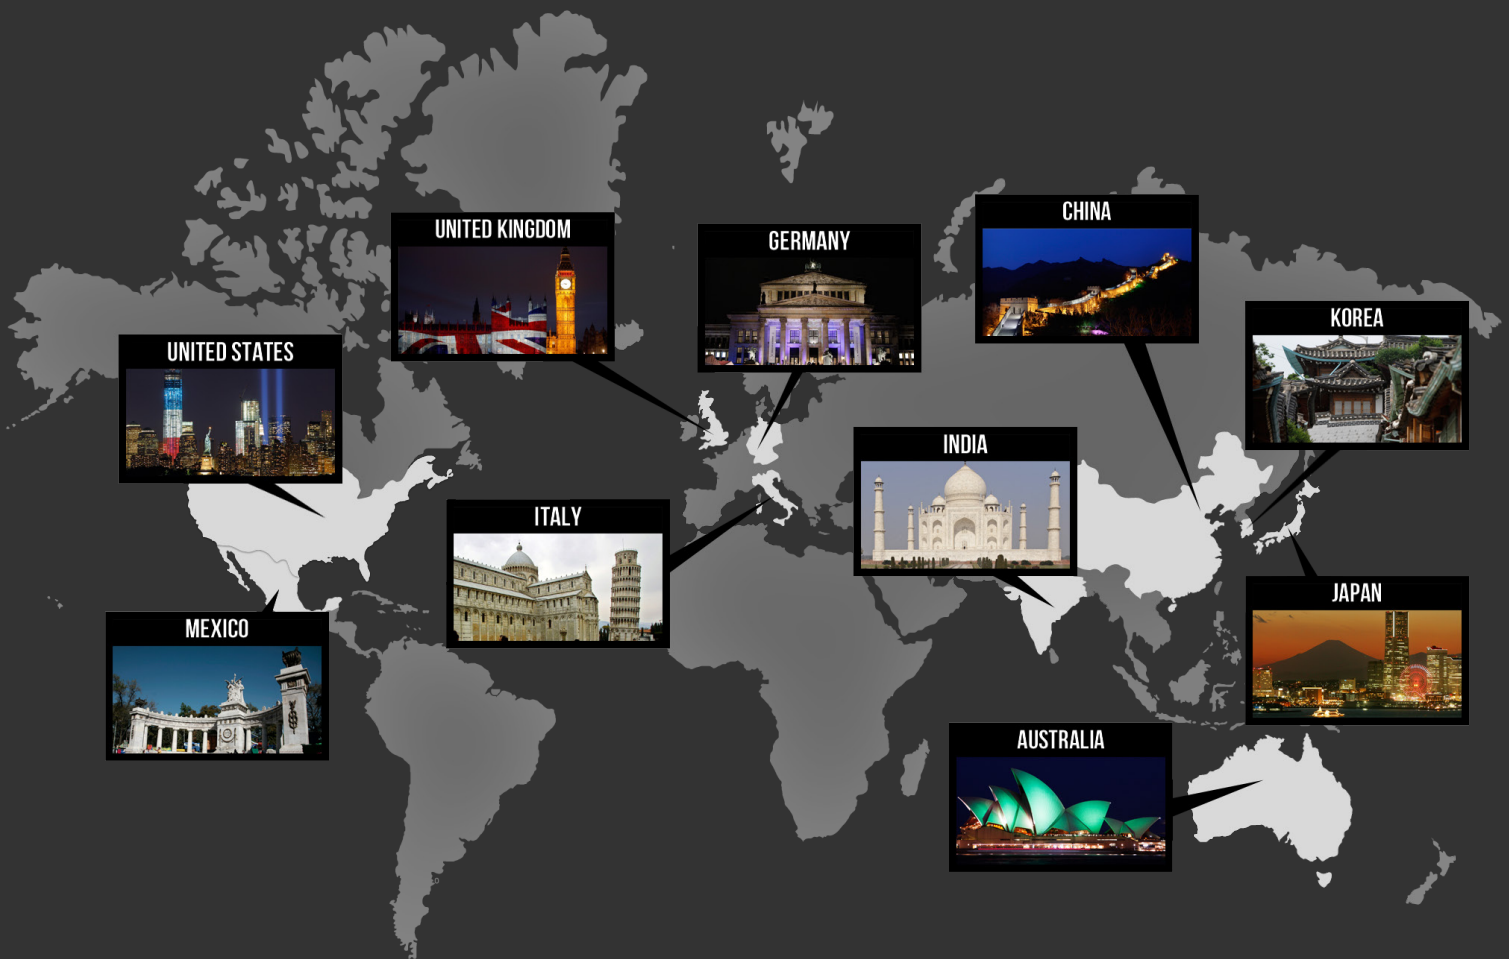 UNITED KINGDOM
GERMANY
CHINA
KOREA
UNITED STATES
INDIA
ITALY
JAPAN
MEXICO
AUSTRALIA